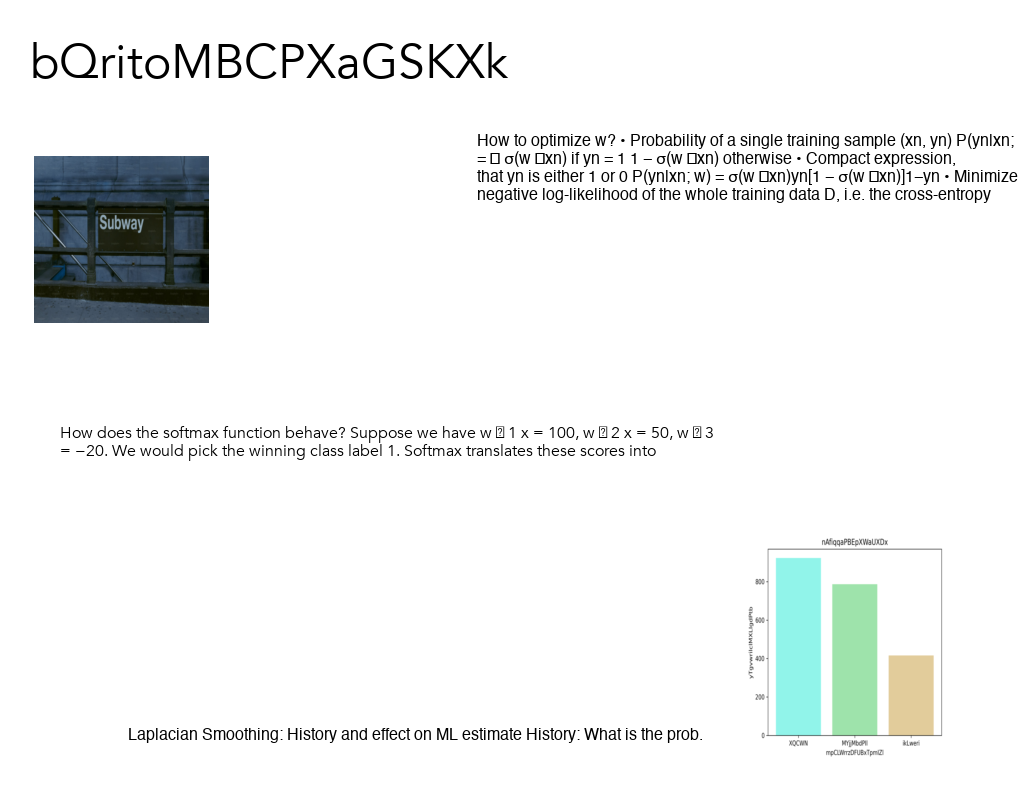 bQritoMBCPXaGSKXk
How to optimize w? • Probability of a single training sample (xn, yn) P(yn|xn;
= □ σ(w □xn) if yn = 1 1 − σ(w □xn) otherwise • Compact expression,
that yn is either 1 or 0 P(yn|xn; w) = σ(w □xn)yn[1 − σ(w □xn)]1−yn • Minimize
negative log-likelihood of the whole training data D, i.e. the cross-entropy
Subway
How does the softmax function behave? Suppose we have w ⍰ 1 x = 100, w ⍰ 2 x = 50, w ⍰ 3
= −20. We would pick the winning class label 1. Softmax translates these scores into
nAfiqqaPBEpXWaUXDx
800
600
400
200
0
XQCWN MYjMbdPII ikLweri
Laplacian Smoothing: History and effect on ML estimate History: What is the prob.